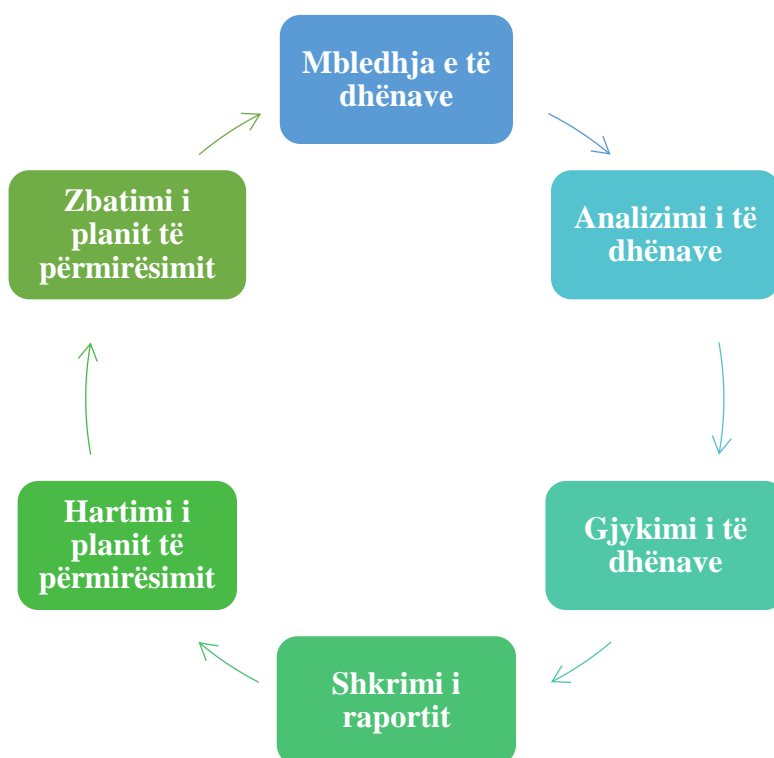 Mbledhja e të
dhënave
Analizimi i të
dhënave
Gjykimi i të
dhënave
Shkrimi i
raportit
Hartimi i
planit të
përmirësimit
Zbatimi i
planit të
përmirësimit